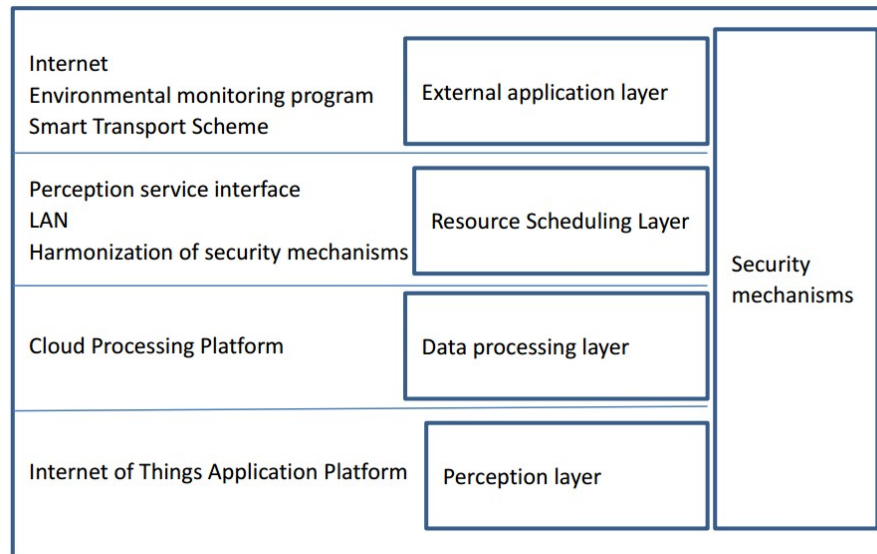 Internet
Environmental monitoring program
Smart Transport Scheme
External application layer
Perception service interface
LAN
Harmonization of security mechanisms
Resource Scheduling Layer
Cloud Processing Platform
Data processing layer
Internet of Things Application Platform
Perception layer
Security
mechanisms